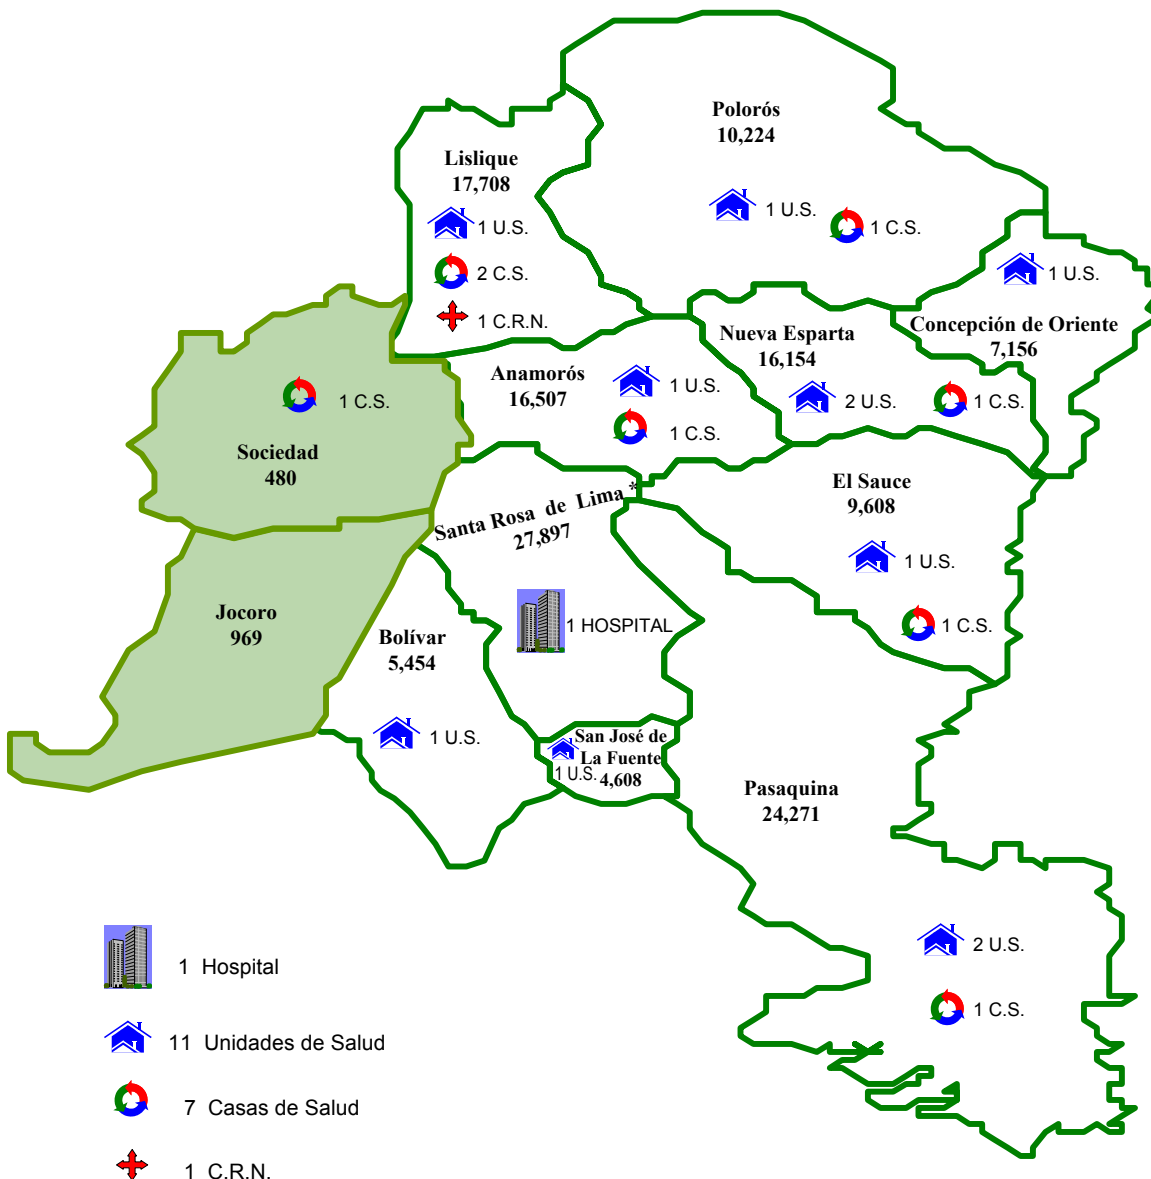 Polorós
10,224
1 U.S.
1 C.S.
Lislique
17,708
1 U.S.
2 C.S.
1 C.R.N.
1 U.S.
Concepción de Oriente
7,156
Nueva Esparta
16,154
2 U.S.
1 C.S.
Anamorós
16,507
1 U.S.
1 C.S.
1 C.S.
Sociedad
480
El Sauce
9,608
1 U.S.
1 C.S.
Santa Rosa de Lima *
27,897
1 HOSPITAL
Jocoro
969
Bolívar
5,454
1 U.S.
San José de
La Fuente
4,608
1 U.S.
Pasaquina
24,271
2 U.S.
1 C.S.
1 Hospital
11 Unidades de Salud
7 Casas de Salud
1 C.R.N.